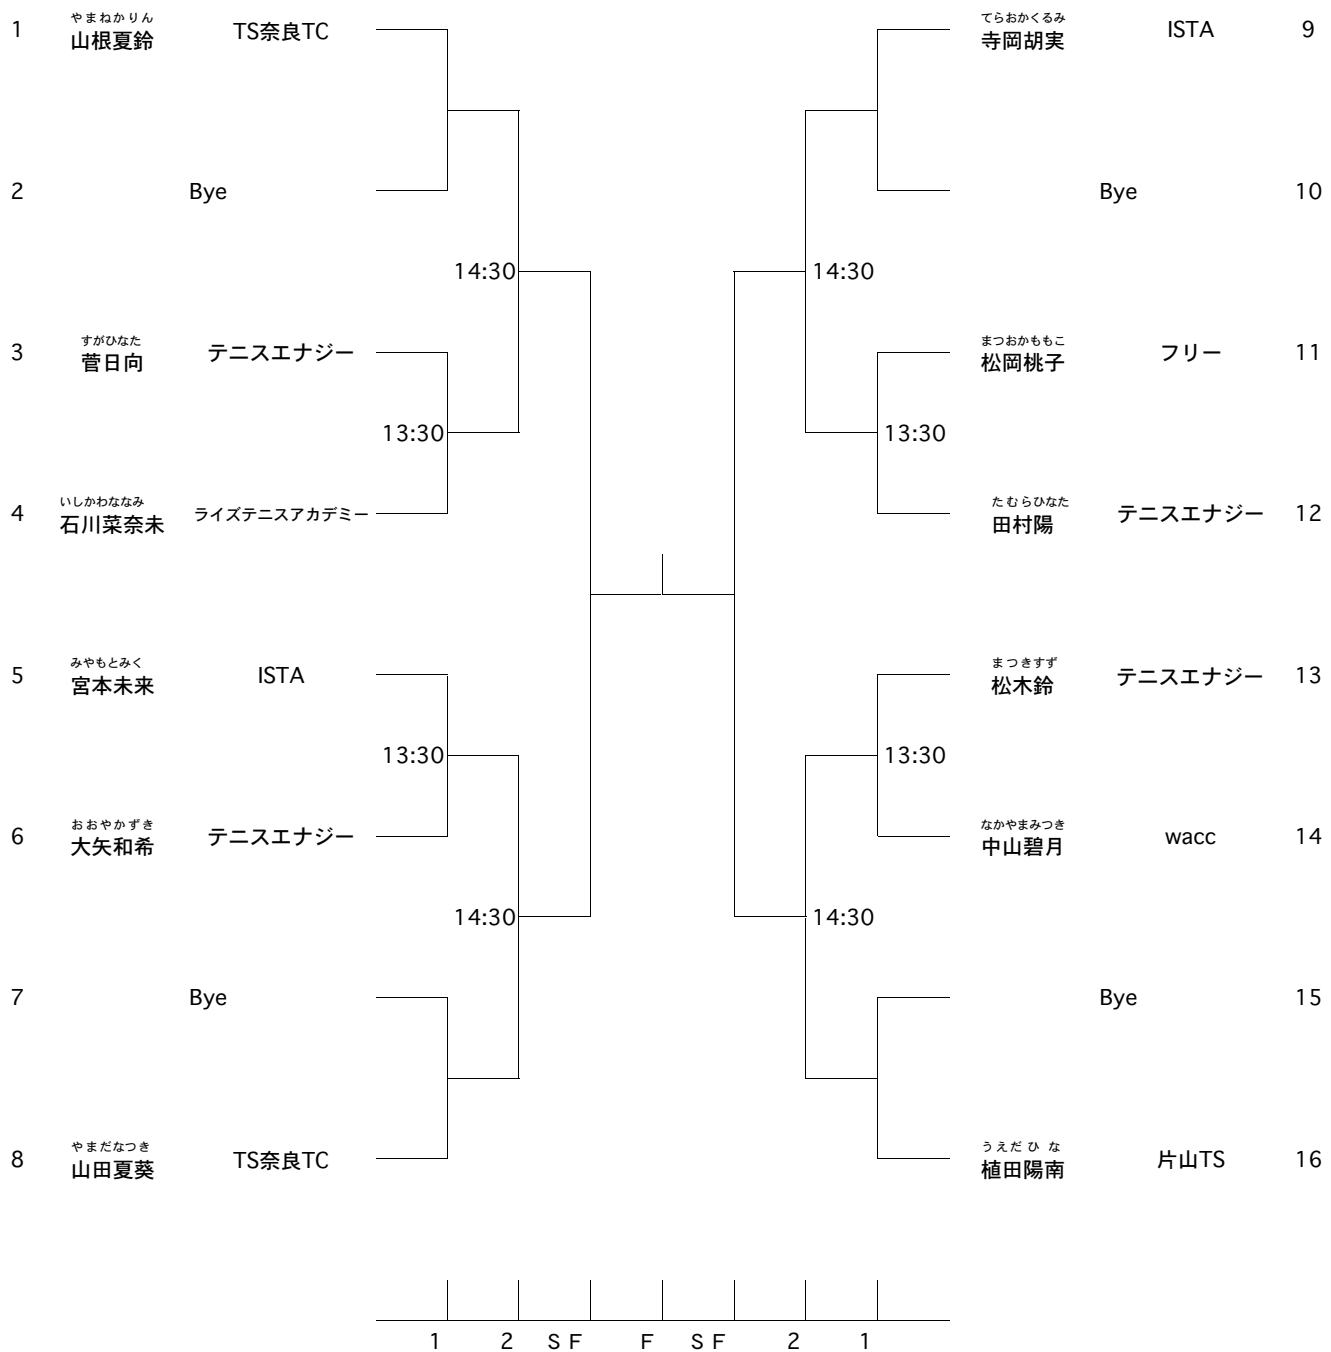 1 やまねかりん 山根夏鈴 TS奈良TC
2 Bye
14:30
3 すがひなた 菅日向 テニスエナジー
13:30
4 いしかわななみ 石川菜奈未 ライズテニスアカデミー
5 みやもとみく 宮本未来 ISTA
13:30
6 おおやかずき 大矢和希 テニスエナジー
14:30
7 Bye
8 やまだなつき 山田夏葵 TS奈良TC
てらおかくるみ 寺岡胡実 ISTA 9
Bye 10
14:30
まつおかももこ 松岡桃子 フリー 11
13:30
たむらひなた 田村陽 テニスエナジー 12
まつきすず 松木鈴 テニスエナジー 13
13:30
なかやまみつき 中山碧月 wacc 14
14:30
Bye 15
うえだひな 植田陽南 片山TS 16
1 2 S F F S F 2 1